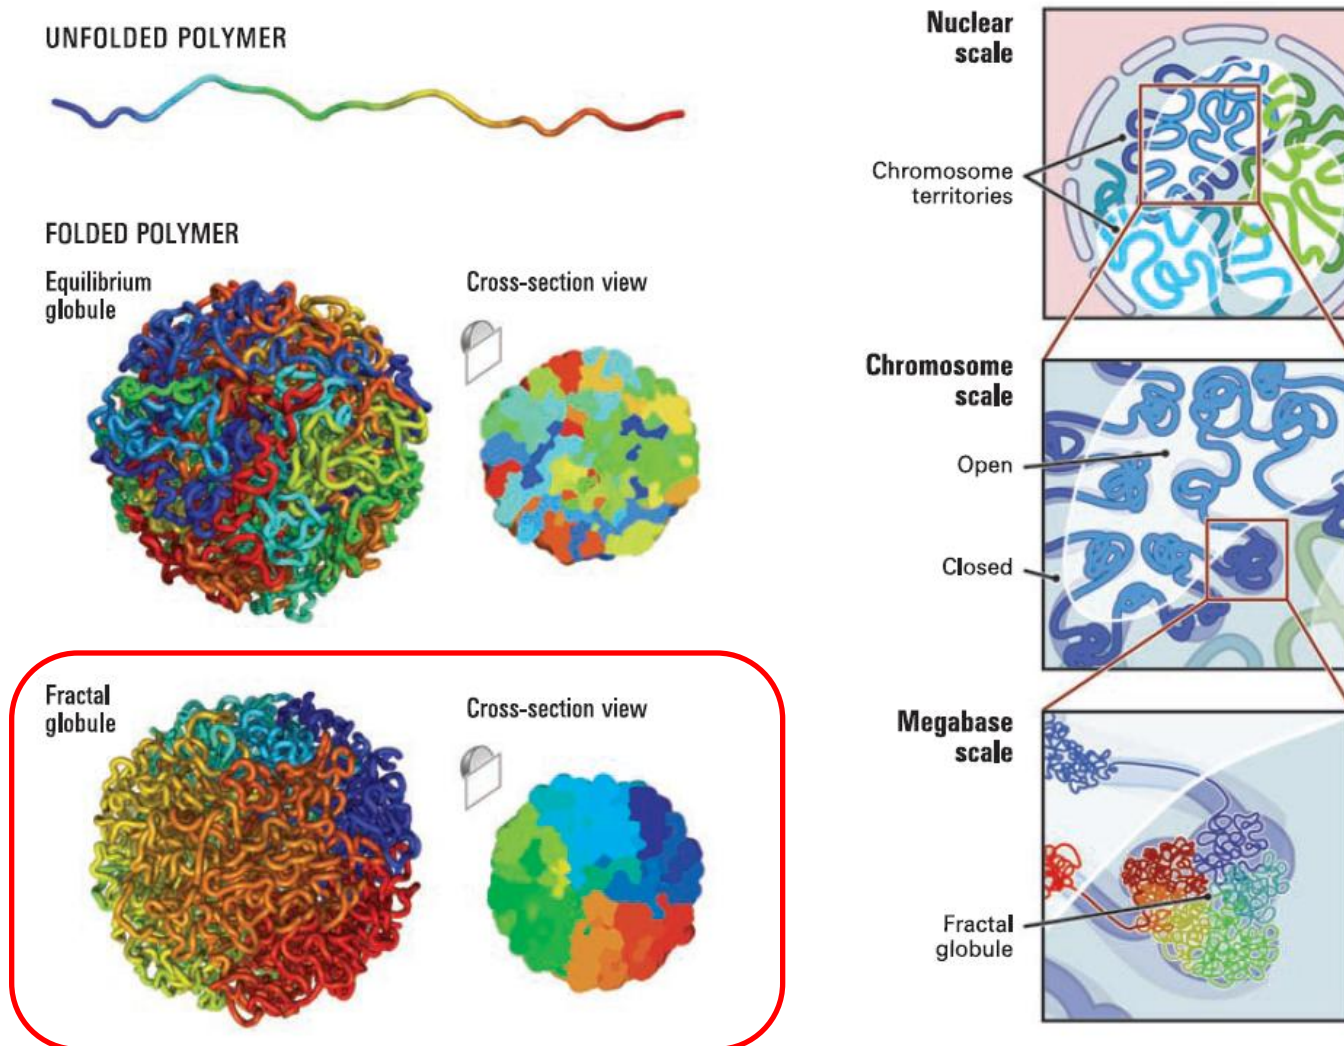 UNFOLDED POLYMER
FOLDED POLYMER
Equilibrium
globule
Cross-section view
Fractal
globule
Cross-section view
Nuclear
scale
Chromosome
territories
Chromosome
scale
Open
Closed
Megabase
scale
Fractal
globule